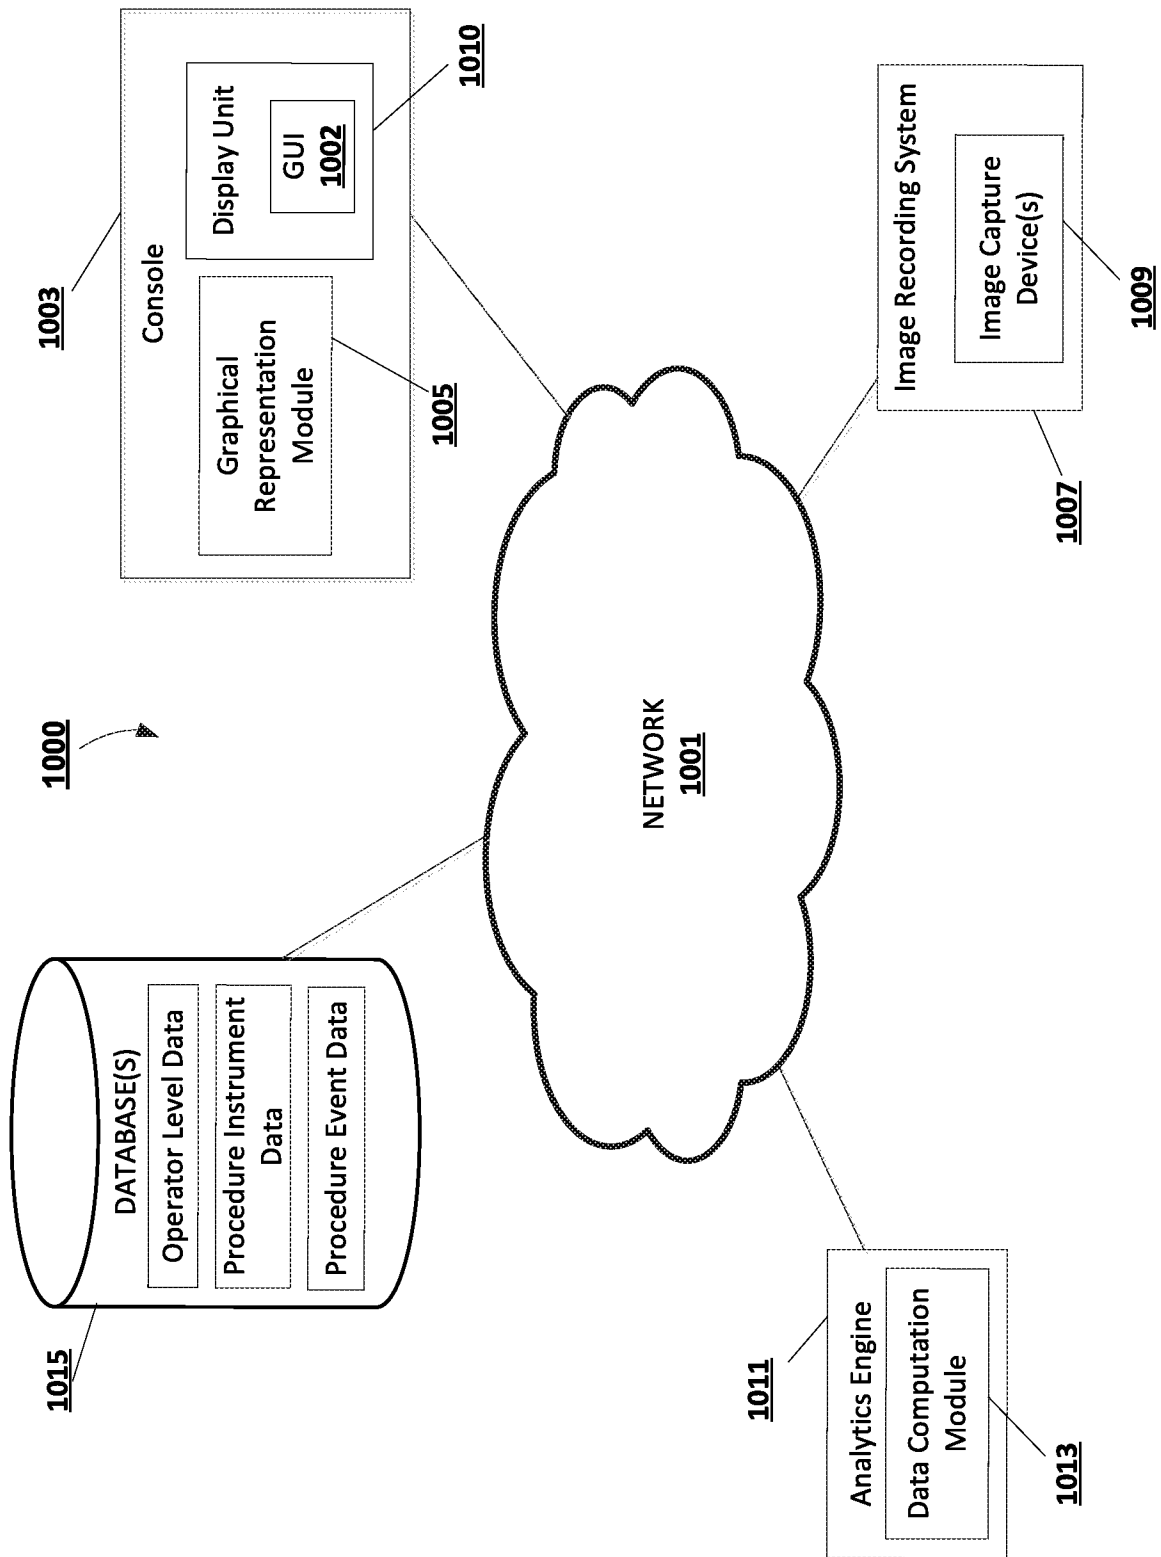 1000
1015
DATABASE(S)
Operator Level Data
Procedure Instrument
Data
Procedure Event Data
1003
Console
Graphical
Representation
Module
1005
Display Unit
GUI
1002
1010
NETWORK
1001
1011
Analytics Engine
Data Computation
Module
1013
1007
Image Recording System
Image Capture
Device(s)
1009